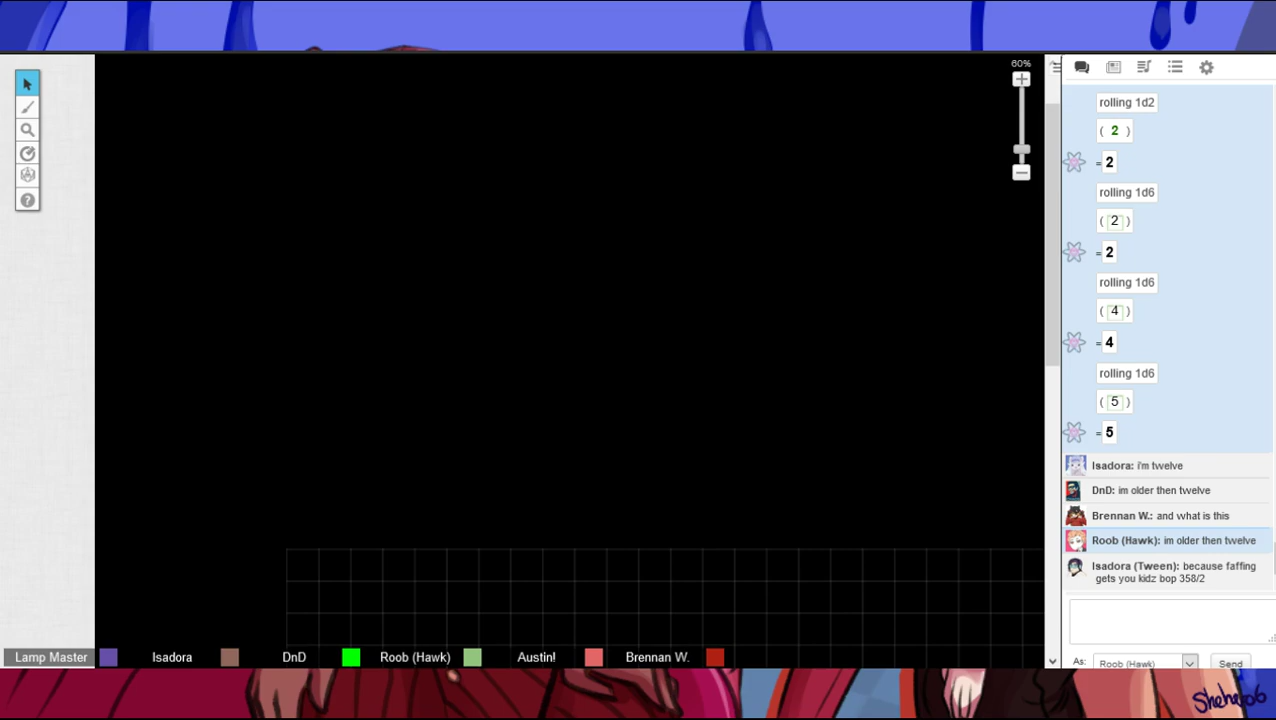 60%
rolling 1d2
( 2 )
= 2
rolling 1d6
( 2 )
= 2
rolling 1d6
( 4 )
= 4
rolling 1d6
( 5 )
= 5
Isadora: i'm twelve
DnD: im older then twelve
Brennan W.: and what is this
Roob (Hawk): im older then twelve
Isadora (Tween): because faffing
gets you kidz bop 358/2
As: Roob (Hawk) Send
Lamp Master Isadora DnD Roob (Hawk) Austin! Brennan W.